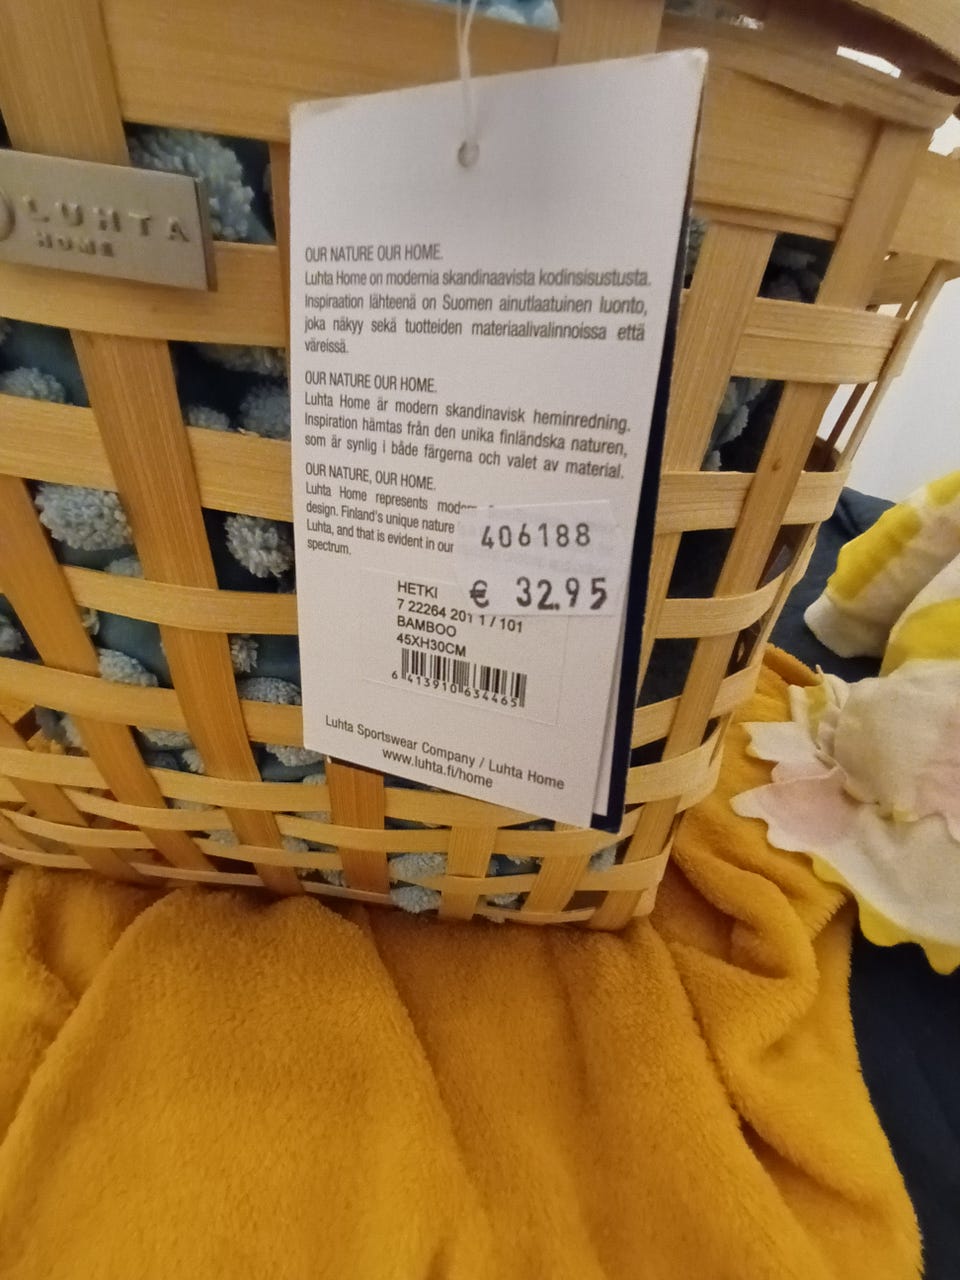 LUHTA
HOME
OUR NATURE OUR HOME.
Luhta Home on modernia skandinaavista kodinsisustusta.
Inspiraation lähteenä on Suomen ainutlaatuinen luonto,
joka näkyy sekä tuotteiden materiaalivalinnoissa että
väreissä.
OUR NATURE OUR HOME.
Luhta Home är modern skandinavisk heminredning.
Inspiration hämtas från den unika finländska naturen,
som är synlig i både färgerna och valet av material.
OUR NATURE, OUR HOME.
Luhta Home represents
design. Finland's unique nature
Luhta, and that is evident in our
spectrum.
406188
€ 32.95
HETKI
7 22264 201 1 / 101
BAMBOO
45XH30CM
6 413910 634465
Luhta Sportswear Company / Luhta Home
www.luhta.fi/home